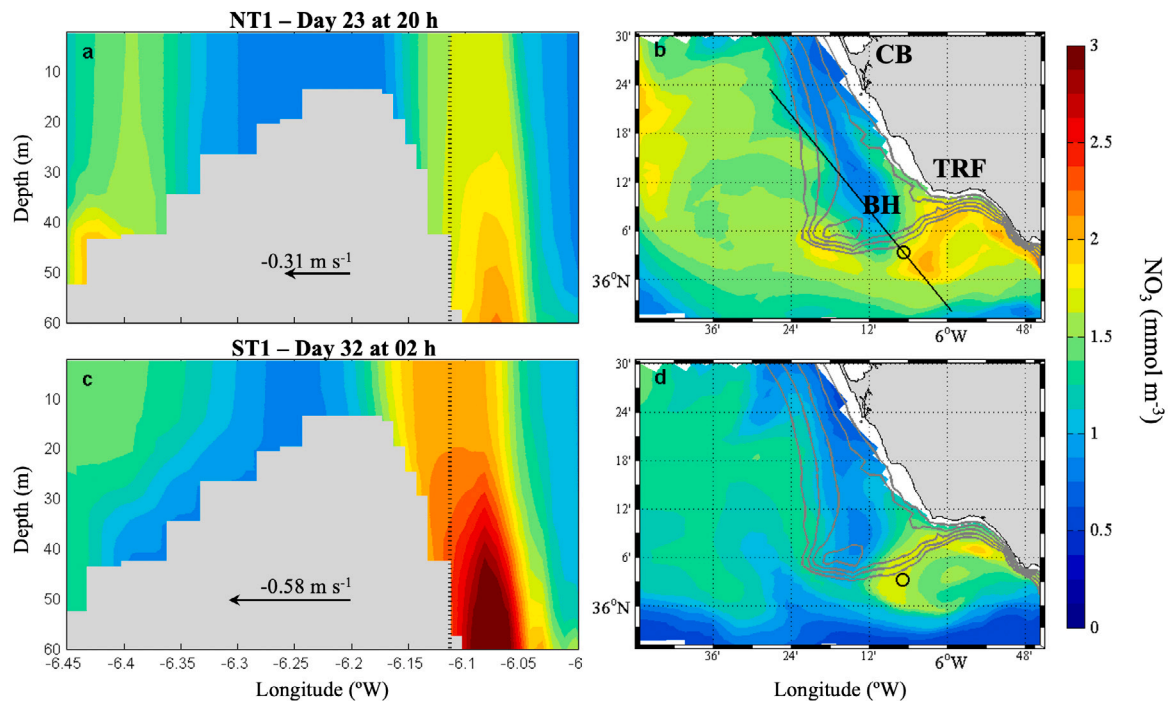 NT1 – Day 23 at 20 h
a
10
20
30
40
50
60
Depth (m)
-0.31 m s-1
b
CB
TRF
BH
30'
24'
18'
12'
6'
36°N
36'
24'
12'
6°W
48'
3
2.5
2
1.5
1
0.5
0
NO3 (mmol m-3)
ST1 – Day 32 at 02 h
c
10
20
30
40
50
60
Depth (m)
-0.58 m s-1
-6.45
-6.4
-6.35
-6.3
-6.25
-6.2
-6.15
-6.1
-6.05
-6
Longitude (ºW)
d
30'
24'
18'
12'
6'
36°N
36'
24'
12'
6°W
48'
Longitude (ºW)